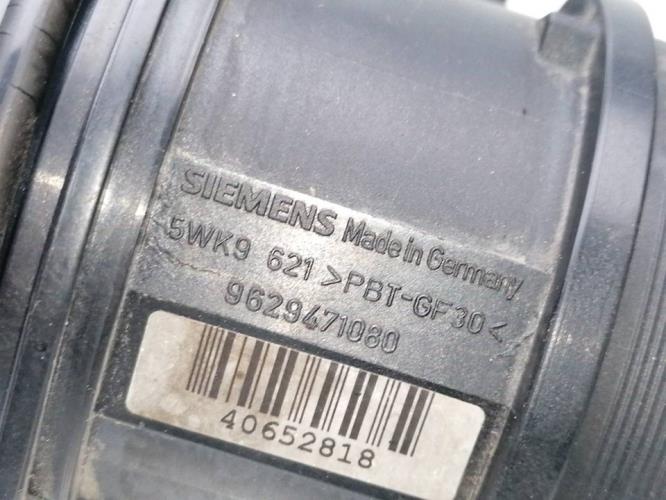 SIEMENS Made in Germany
5WK9 621 >PBT-GF30<
9629471080
40652818